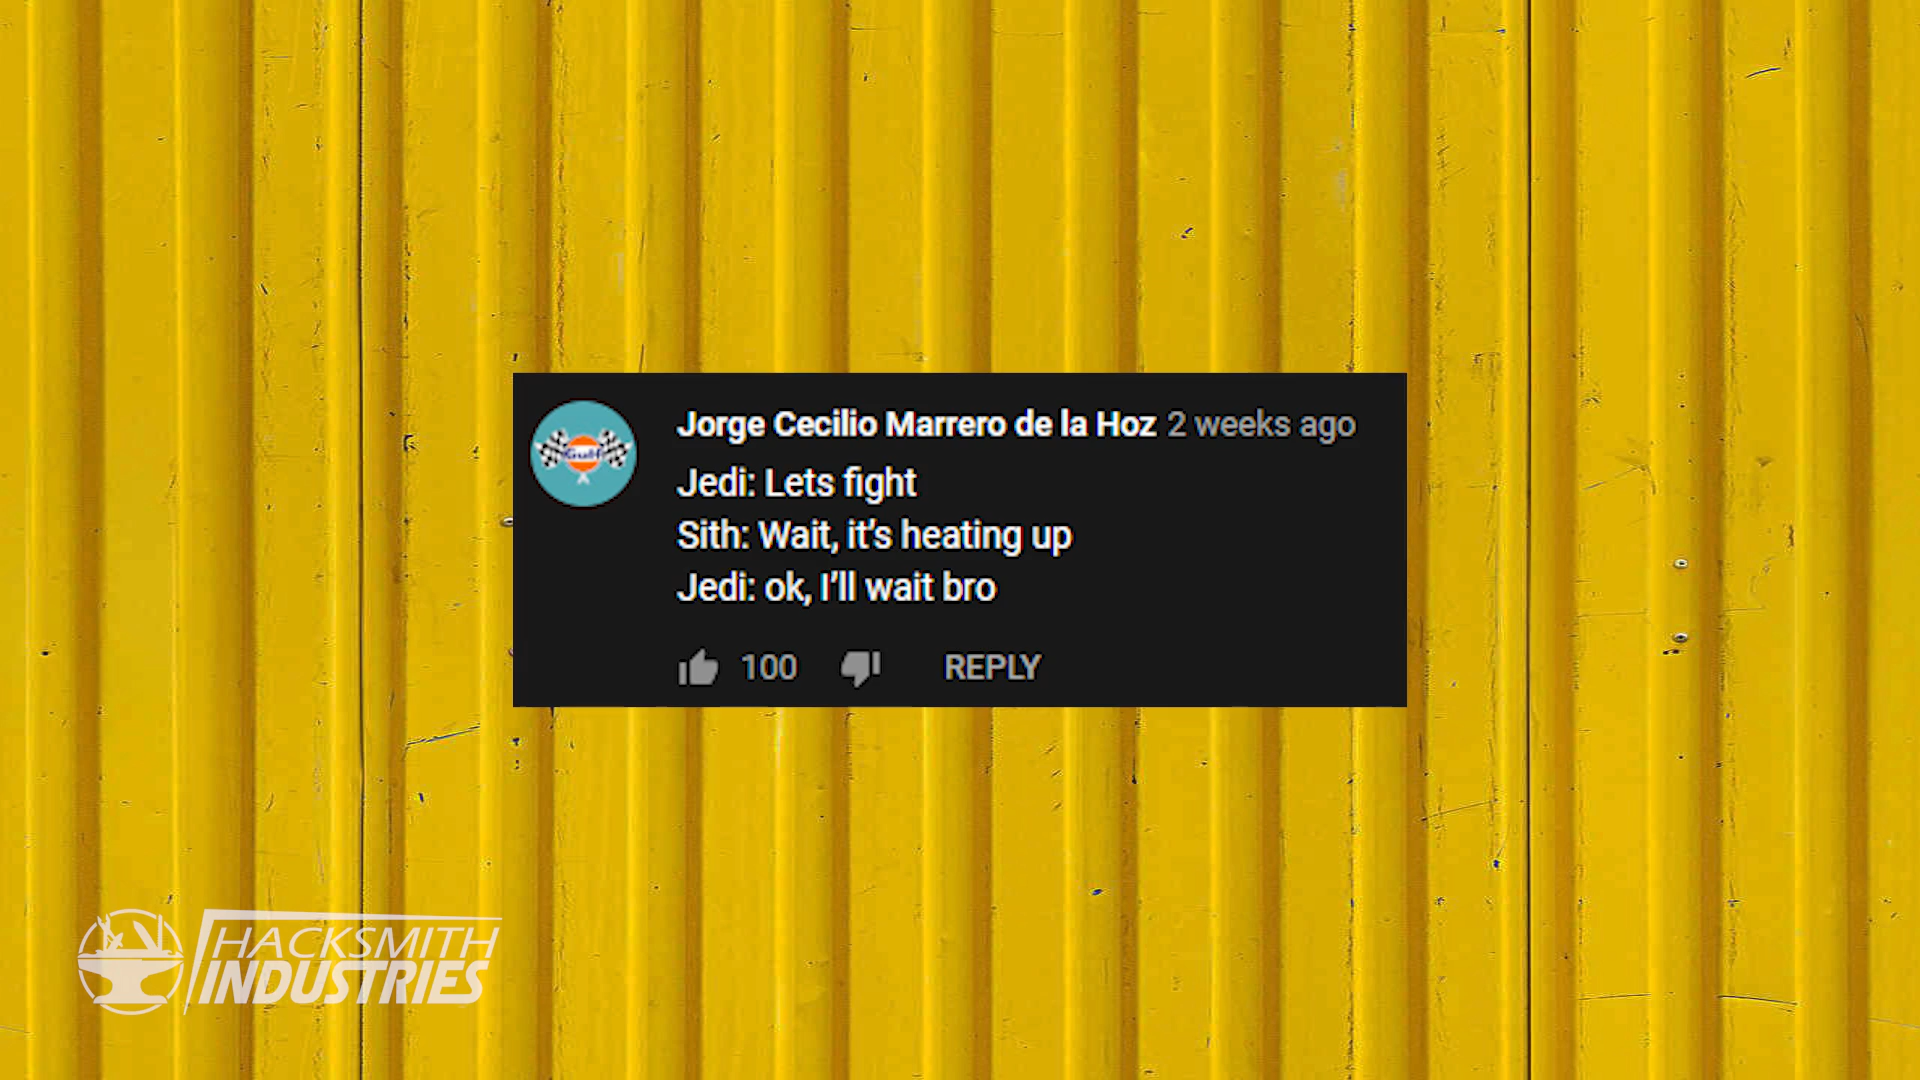 Jorge Cecilio Marrero de la Hoz 2 weeks ago
Gulf
Jedi: Lets fight
Sith: Wait, it's heating up
Jedi: ok, I'll wait bro
100 REPLY
HACKSMITH
INDUSTRIES